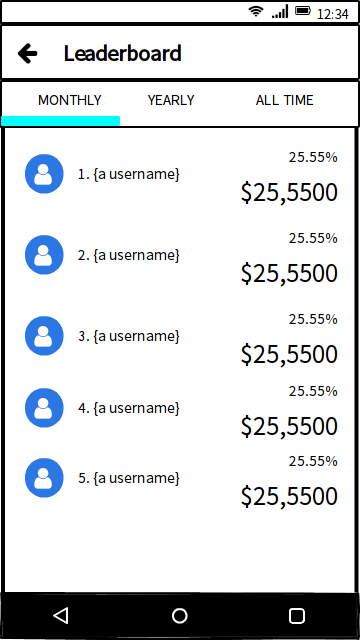 12:34
Leaderboard
MONTHLY YEARLY ALL TIME
25.55%
1. {a username}
$25,5500
25.55%
2. {a username}
$25,5500
25.55%
3. {a username}
$25,5500
25.55%
4. {a username}
$25,5500
25.55%
5. {a username}
$25,5500